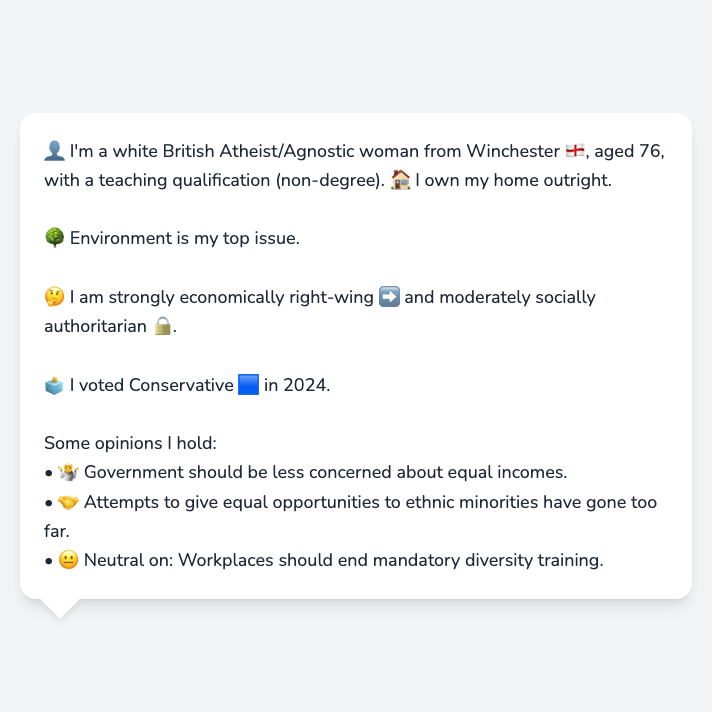 👤 I'm a white British Atheist/Agnostic woman from Winchester 🏴󠁧󠁢󠁥󠁮󠁧󠁿, aged 76,
with a teaching qualification (non-degree). 🏠 I own my home outright.
🌳 Environment is my top issue.
🤔 I am strongly economically right-wing ➡️ and moderately socially
authoritarian 🔒.
🗳️ I voted Conservative 🟦 in 2024.
Some opinions I hold:
• 🤷 Government should be less concerned about equal incomes.
• 🤝 Attempts to give equal opportunities to ethnic minorities have gone too
far.
• 😐 Neutral on: Workplaces should end mandatory diversity training.